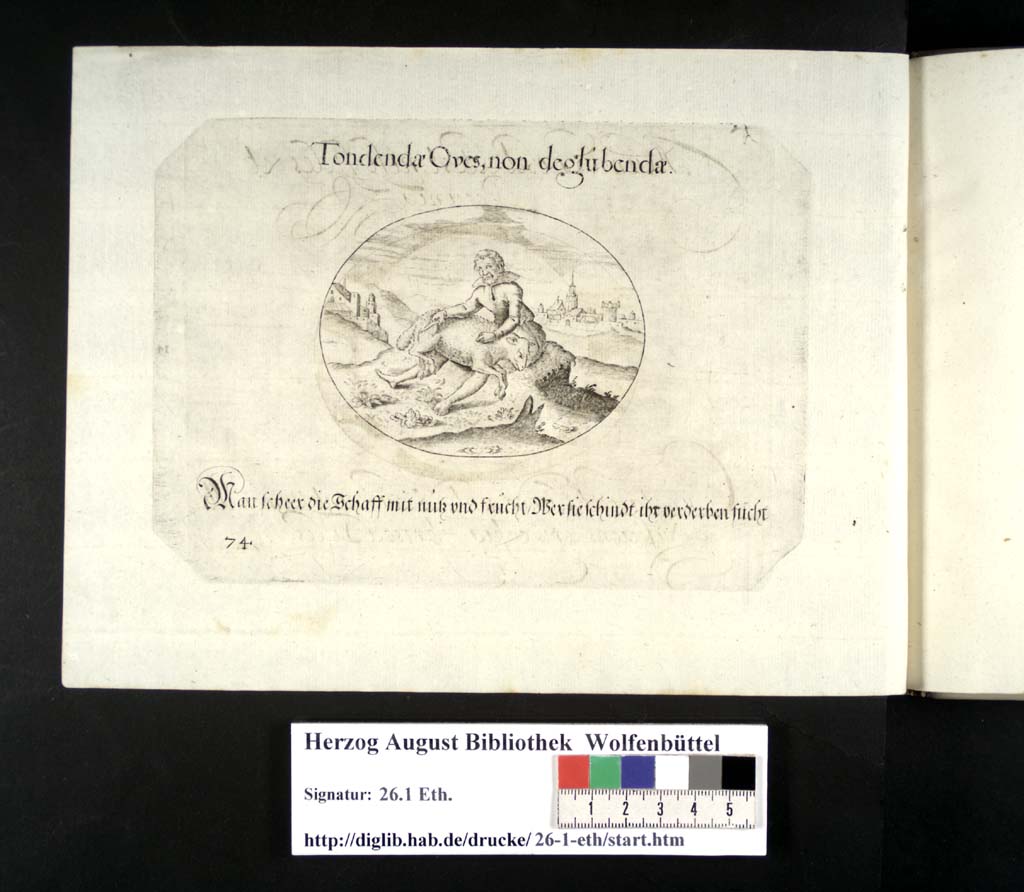 Tondendæ Oves, non deglubendæ.
Man scheer die Schaff mit nutz vnd frucht / Wer sie schindt ihr verderben sucht
74
Herzog August Bibliothek Wolfenbüttel
Signatur: 26.1 Eth.
1 2 3 4 5
http://diglib.hab.de/drucke/ 26-1-eth/start.htm